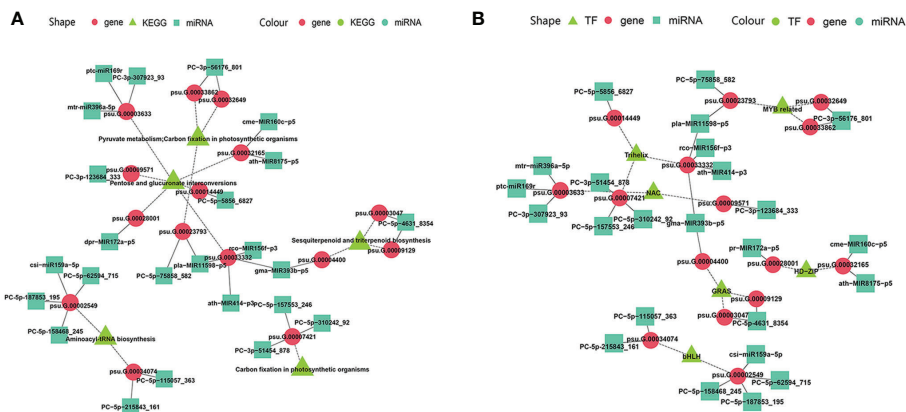 A
Shape gene KEGG miRNA Colour gene KEGG miRNA
PC-3p-56176_801
ptc-miR169r
PC-3p-307923_93
psu.G.00033862
psu.G.00032649
mtr-miR396a-5p
psu.G.00003633
cme-MIR160c-p5
Pyruvate metabolism;Carbon fixation in photosynthetic organisms
psu.G.00032165
ath-MIR8175-p5
psu.G.00009571
PC-3p-123684_333
Pentose and glucuronate interconversions
psu.G.00014449
PC-5p-5856_6827
psu.G.00028001
psu.G.00003047
PC-5p-4631_8354
psu.G.00023793
dpr-MIR172a-p5
Sesquiterpenoid and triterpenoid biosynthesis
rco-MIR156f-p3
psu.G.00009129
psu.G.00033332
psu.G.00004400
csi-miR159a-5p
pla-MIR11598-p5
gma-MIR393b-p5
PC-5p-62594_715
PC-5p-75858_582
PC-5p-187853_195
psu.G.00002549
ath-MIR414-p3
PC-5p-157553_246
PC-5p-310242_92
PC-5p-158468_245
psu.G.00007421
Aminoacyl-tRNA biosynthesis
PC-3p-51454_878
Carbon fixation in photosynthetic organisms
psu.G.00034074
PC-5p-115057_363
PC-5p-215843_161
B
Shape TF gene miRNA Colour TF gene miRNA
PC-5p-75858_582
PC-5p-5856_6827
psu.G.00023793
psu.G.00032649
MYB related
psu.G.00014449
pla-MIR11598-p5
PC-3p-56176_801
psu.G.00033862
rco-MIR156f-p3
Trihelix
mtr-miR396a-5p
psu.G.00033332
ath-MIR414-p3
PC-3p-51454_878
ptc-miR169r
psu.G.00003633
NAC
psu.G.00007421
psu.G.00009571
PC-3p-307923_93
PC-5p-310242_92
PC-3p-123684_333
PC-5p-157553_246
gma-MIR393b-p5
pr-MIR172a-p5
cme-MIR160c-p5
psu.G.00004400
psu.G.00028001
psu.G.00032165
HD-ZIP
ath-MIR8175-p5
GRAS
psu.G.00009129
PC-5p-115057_363
psu.G.00003047
PC-5p-4631_8354
psu.G.00034074
PC-5p-215843_161
bHLH
csi-miR159a-5p
psu.G.00002549
PC-5p-62594_715
PC-5p-158468_245
PC-5p-187853_195